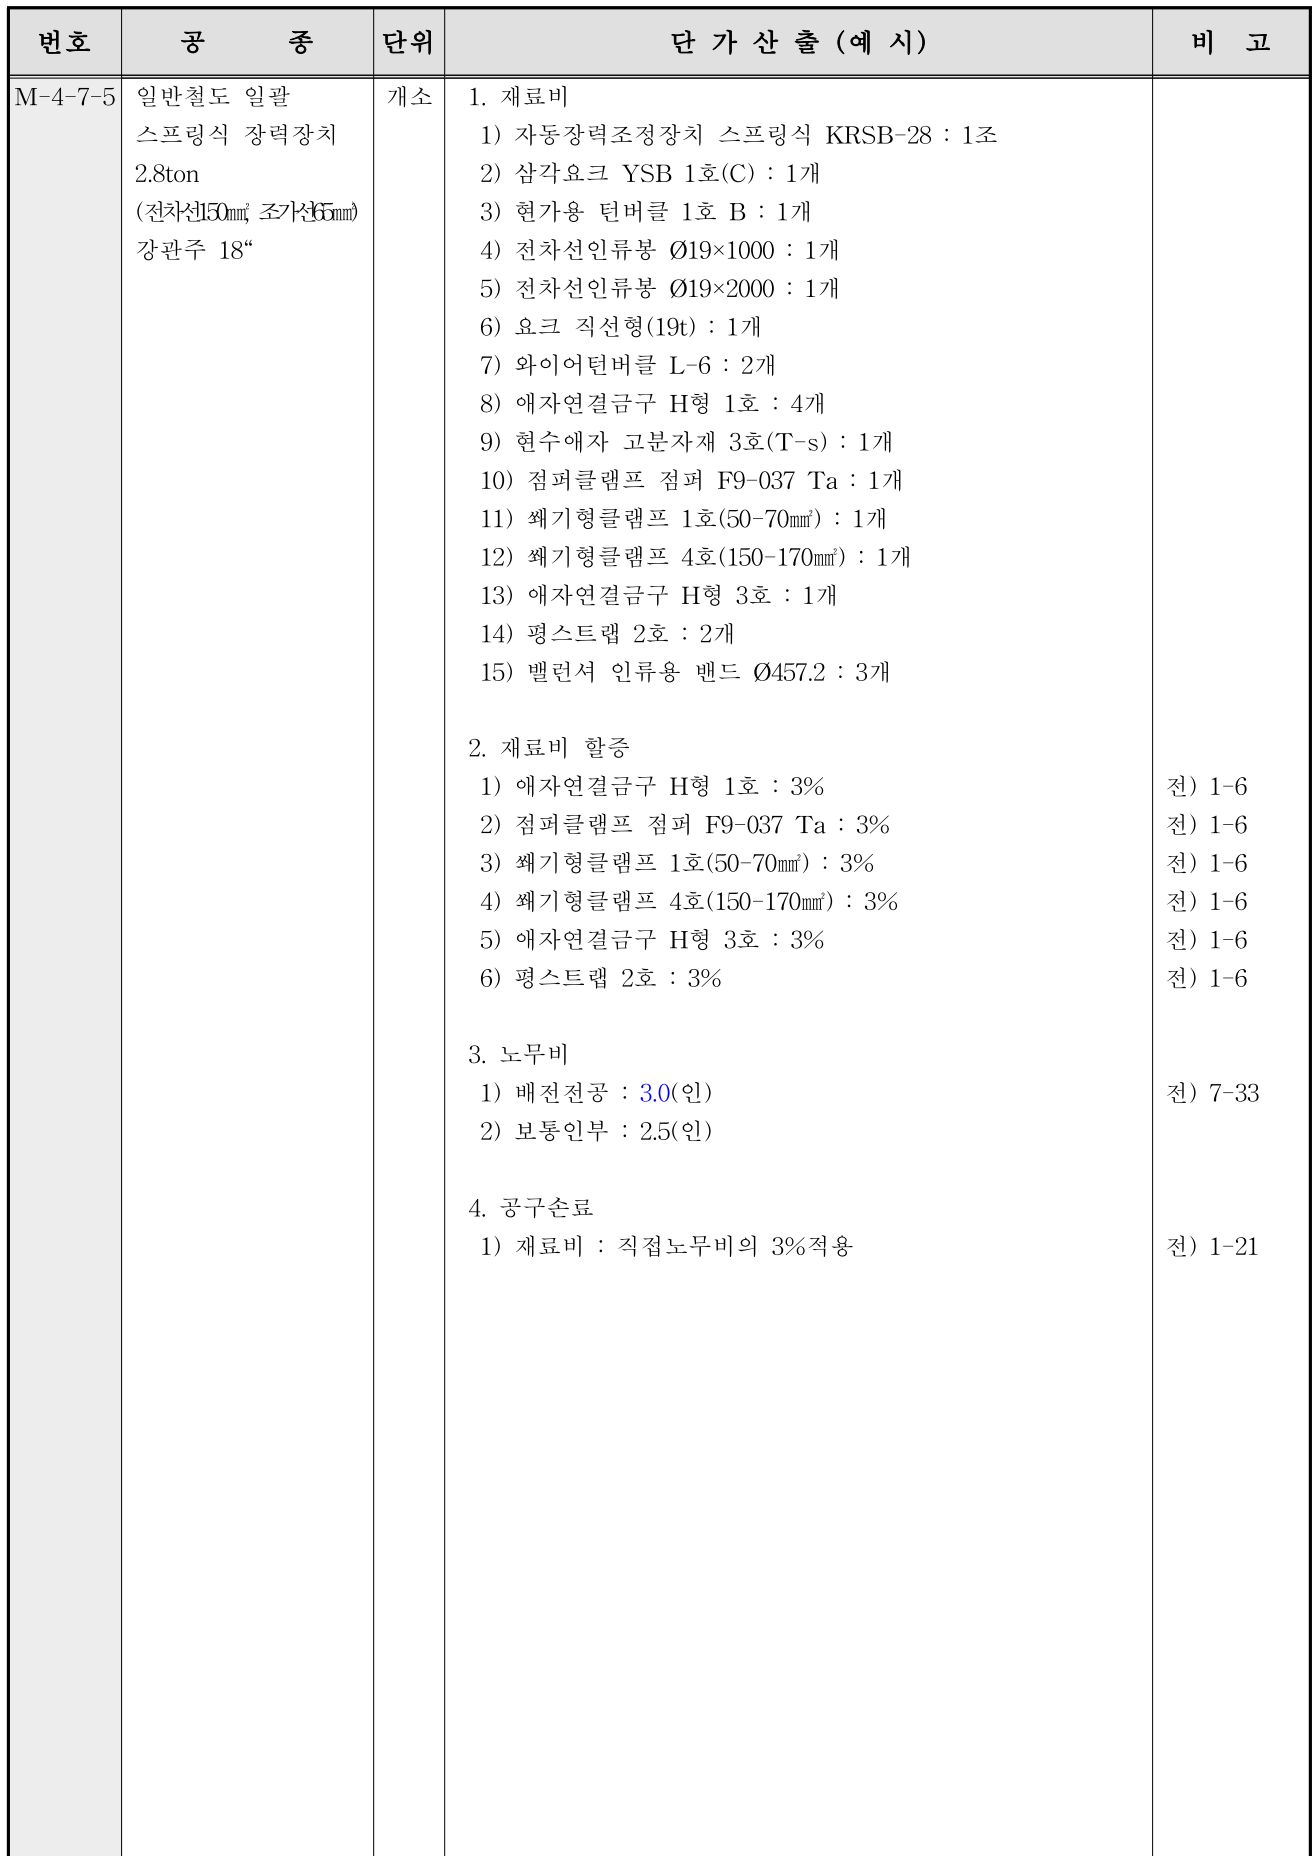 번호 공 종 단위 단 가 산 출 (예 시) 비 고
M-4-7-5 일반철도 일괄 개소 1. 재료비
스프링식 장력장치 1) 자동장력조정장치 스프링식 KRSB-28 : 1조
2.8ton 2) 삼각요크 YSB 1호(C) : 1개
(전차선150㎟, 조가선65㎟) 3) 현가용 턴버클 1호 B : 1개
강관주 18“ 4) 전차선인류봉 Ø19×1000 : 1개
5) 전차선인류봉 Ø19×2000 : 1개
6) 요크 직선형(19t) : 1개
7) 와이어턴버클 L-6 : 2개
8) 애자연결금구 H형 1호 : 4개
9) 현수애자 고분자재 3호(T-s) : 1개
10) 점퍼클램프 점퍼 F9-037 Ta : 1개
11) 쐐기형클램프 1호(50-70㎟) : 1개
12) 쐐기형클램프 4호(150-170㎟) : 1개
13) 애자연결금구 H형 3호 : 1개
14) 평스트랩 2호 : 2개
15) 밸런셔 인류용 밴드 Ø457.2 : 3개
2. 재료비 할증
1) 애자연결금구 H형 1호 : 3% 전) 1-6
2) 점퍼클램프 점퍼 F9-037 Ta : 3% 전) 1-6
3) 쐐기형클램프 1호(50-70㎟) : 3% 전) 1-6
4) 쐐기형클램프 4호(150-170㎟) : 3% 전) 1-6
5) 애자연결금구 H형 3호 : 3% 전) 1-6
6) 평스트랩 2호 : 3% 전) 1-6
3. 노무비
1) 배전전공 : 3.0(인) 전) 7-33
2) 보통인부 : 2.5(인)
4. 공구손료
1) 재료비 : 직접노무비의 3%적용 전) 1-21